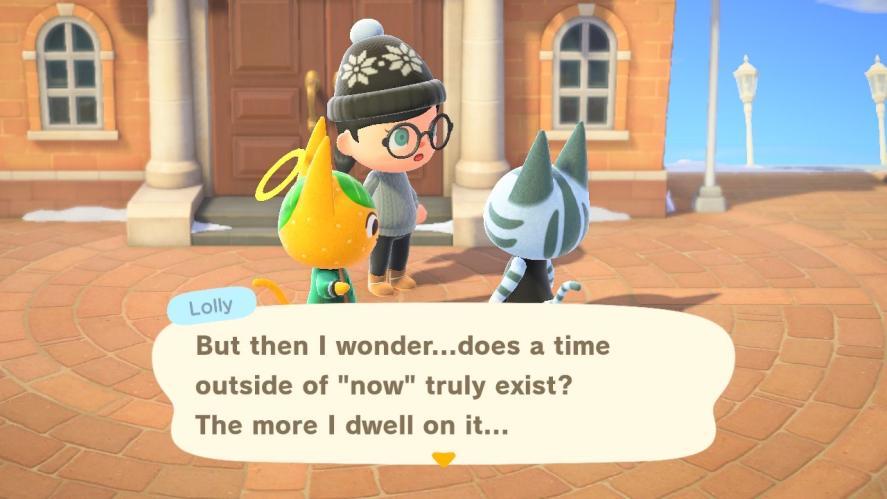 Lolly
But then I wonder...does a time
outside of "now" truly exist?
The more I dwell on it...